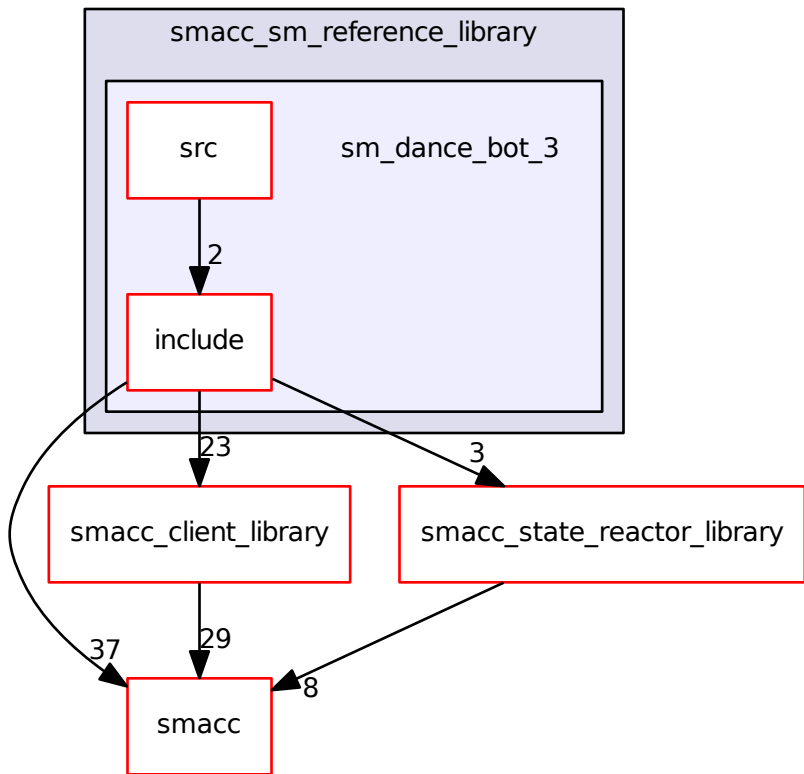 smacc_sm_reference_library
src
sm_dance_bot_3
2
include
23
3
smacc_client_library
smacc_state_reactor_library
37
29
8
smacc